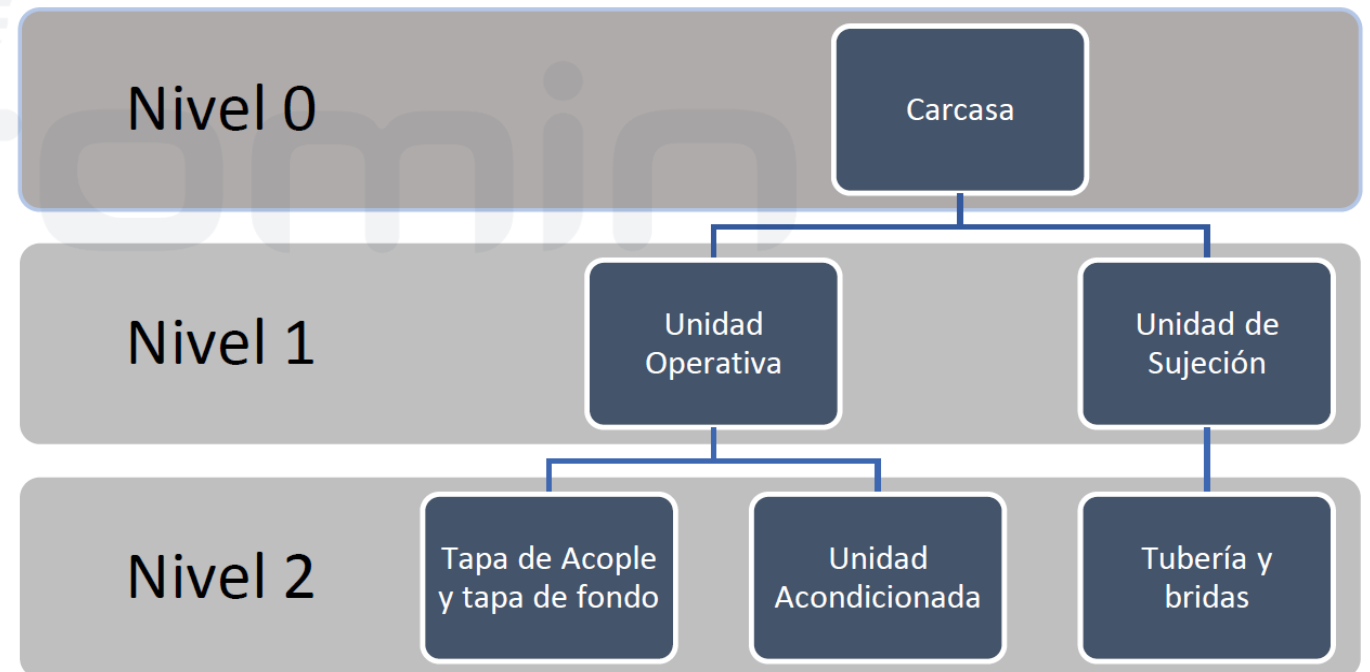 Nivel 0
Carcasa
Nivel 1
Unidad
Operativa
Unidad de
Sujeción
Nivel 2
Tapa de Acople
y tapa de fondo
Unidad
Acondicionada
Tubería y
bridas
omin